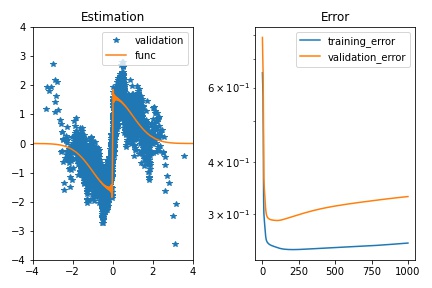 Estimation
4
3
2
1
0
−1
−2
−3
−4
−4
−2
0
2
4
validation
func
Error
6 × 10⁻¹
4 × 10⁻¹
3 × 10⁻¹
0
250
500
750
1000
training_error
validation_error